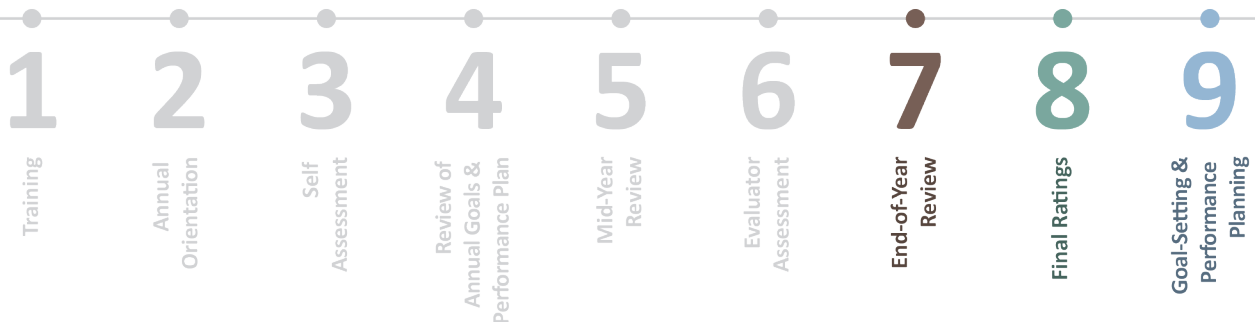 1
Training
2
Annual
Orientation
3
Self
Assessment
4
Review of
Annual Goals &
Performance Plan
5
Mid-Year
Review
6
Evaluator
Assessment
7
End-of-Year
Review
8
Final Ratings
9
Goal-Setting &
Performance
Planning